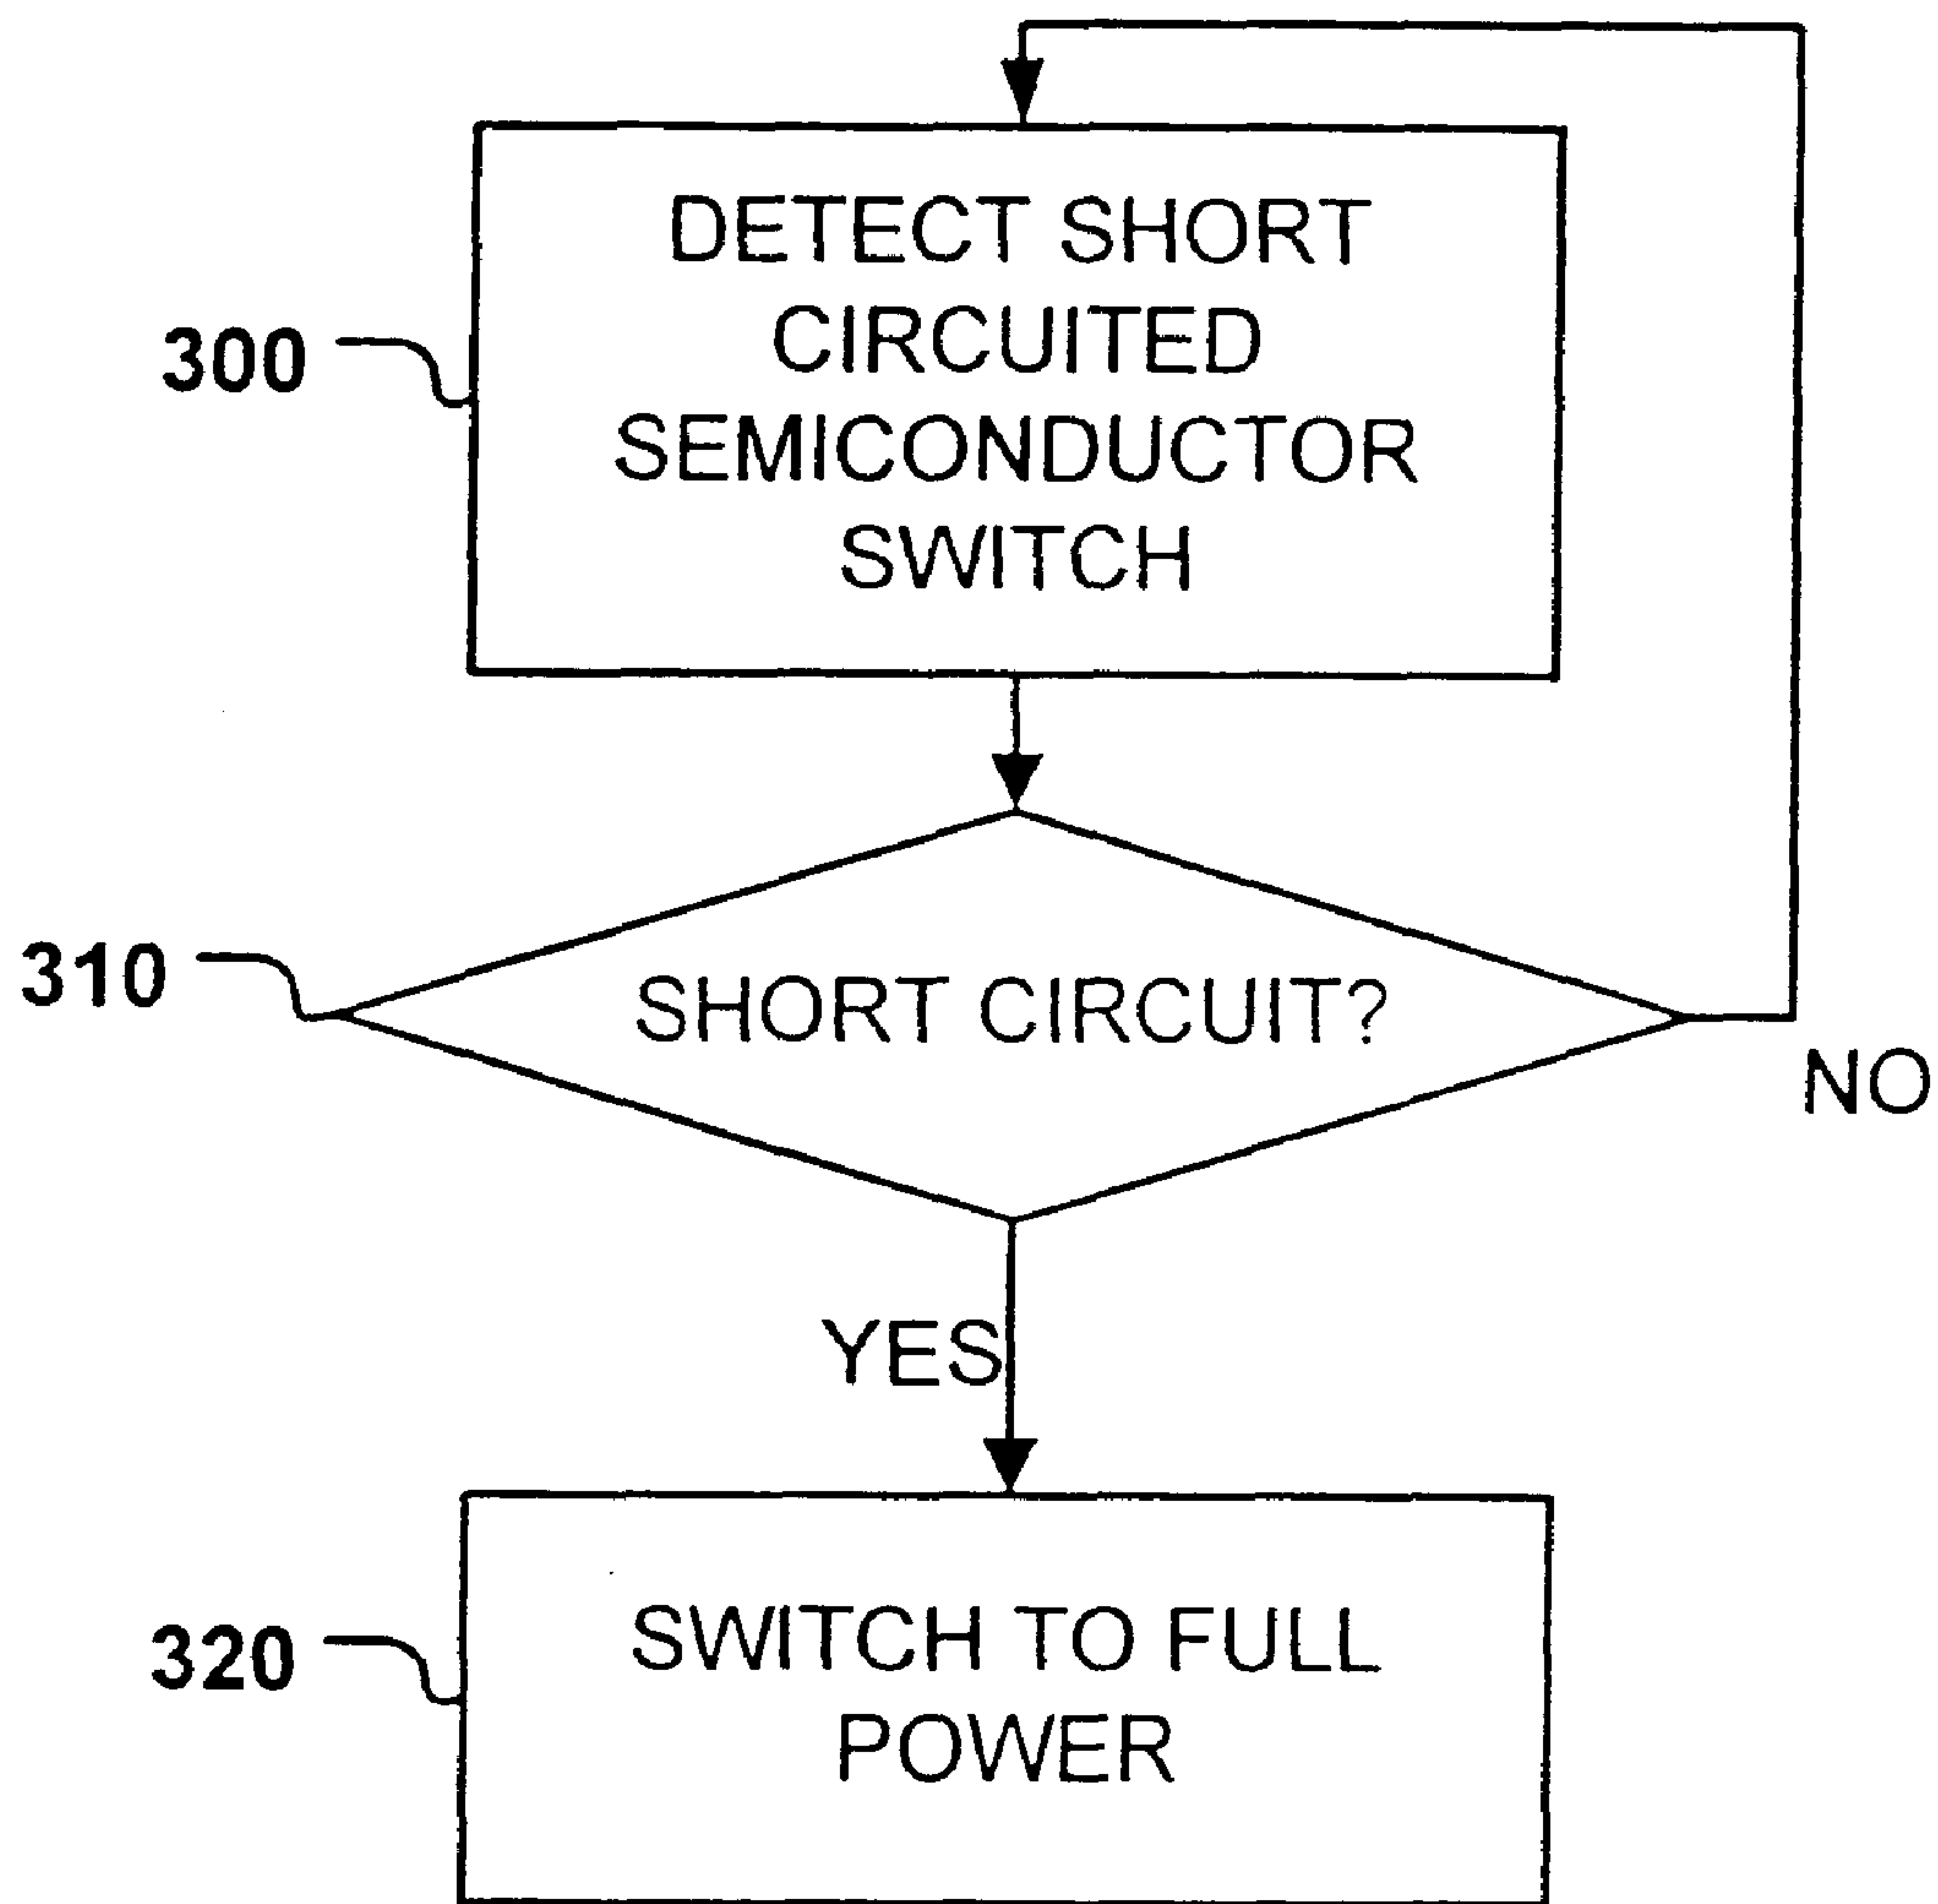 DETECT SHORT
CIRCUITED
SEMICONDUCTOR
SWITCH
300
310
SHORT CIRCUIT?
NO
YES
320
SWITCH TO FULL
POWER